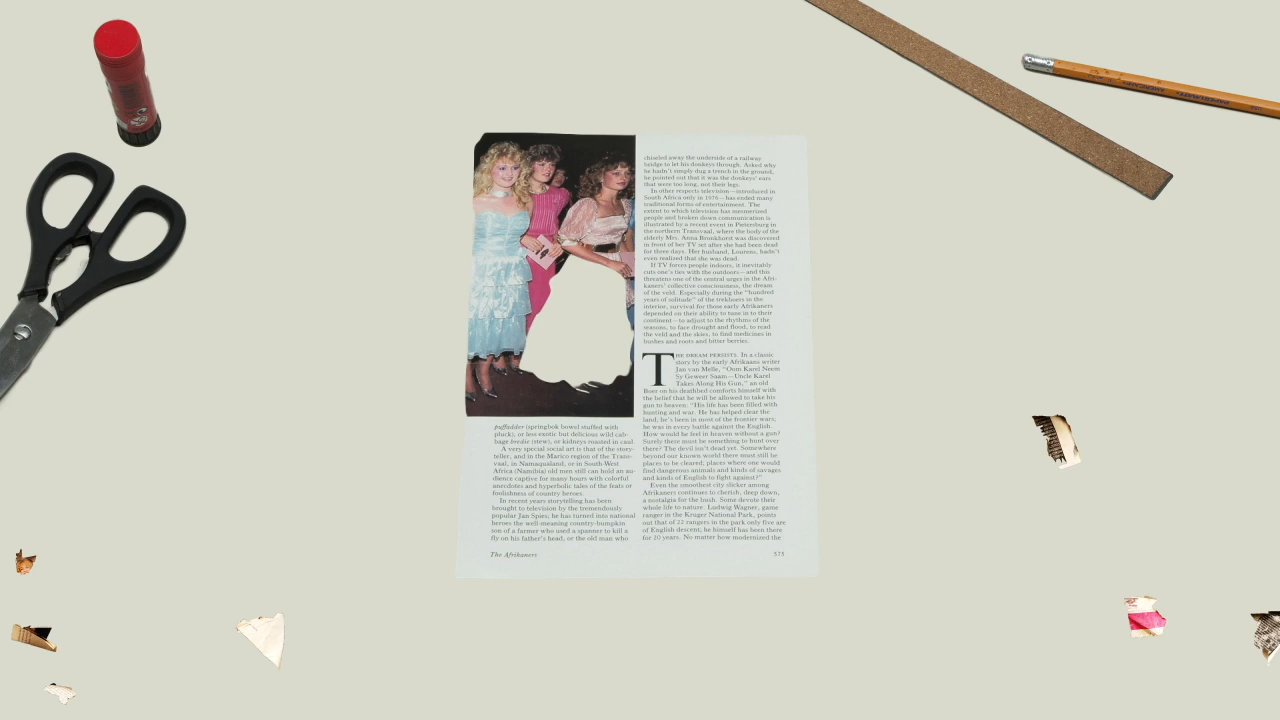 puffadder (springbok bowel stuffed with
pluck), or less exotic but delicious wild cab-
bage bredie (stew), or kidneys roasted in caul.
A very special social art is that of the story-
teller, and in the Marico region of the Trans-
vaal, in Namaqualand, or in South-West
Africa (Namibia) old men still can hold an au-
dience captive for many hours with colorful
anecdotes and hyperbolic tales of the feats or
foolishness of country heroes.
In recent years storytelling has been
brought to television by the tremendously
popular Jan Spies; he has turned into national
heroes the well-meaning country-bumpkin
son of a farmer who used a spanner to kill a
fly on his father's head, or the old man who
chiseled away the underside of a railway
bridge to let his donkeys through. Asked why
he hadn't simply dug a trench in the ground,
he pointed out that it was the donkeys' ears
that were too long, not their legs.
In other respects television—introduced in
South Africa only in 1976—has ended many
traditional forms of entertainment. The
extent to which television has mesmerized
people and broken down communication is
illustrated by a recent event in Pietersburg in
the northern Transvaal, where the body of the
elderly Mrs. Anna Bronkhorst was discovered
in front of her TV set after she had been dead
for three days. Her husband, Lourens, hadn't
even realized that she was dead.
If TV forces people indoors, it inevitably
cuts one's ties with the outdoors—and this
threatens one of the central urges in the Afri-
kaners' collective consciousness, the dream
of the veld. Especially during the "hundred
years of solitude" of the trekboers in the
interior, survival for those early Afrikaners
depended on their ability to tune in to their
continent—to adjust to the rhythms of the
seasons, to face drought and flood, to read
the veld and the skies, to find medicines in
bushes and roots and bitter berries.
THE DREAM PERSISTS. In a classic
story by the early Afrikaans writer
Jan van Melle, "Oom Karel Neem
Sy Geweer Saam—Uncle Karel
Takes Along His Gun," an old
Boer on his deathbed comforts himself with
the belief that he will be allowed to take his
gun to heaven: "His life has been filled with
hunting and war. He has helped clear the
land, he's been in most of the frontier wars;
he was in every battle against the English.
How would he feel in heaven without a gun?
Surely there must be something to hunt over
there? The devil isn't dead yet. Somewhere
beyond our known world there must still be
places to be cleared; places where one would
find dangerous animals and kinds of savages
and kinds of English to fight against?"
Even the smoothest city slicker among
Afrikaners continues to cherish, deep down,
a nostalgia for the bush. Some devote their
whole life to nature. Ludwig Wagner, game
ranger in the Kruger National Park, points
out that of 22 rangers in the park only five are
of English descent; he himself has been there
for 20 years. No matter how modernized the
The Afrikaners
575